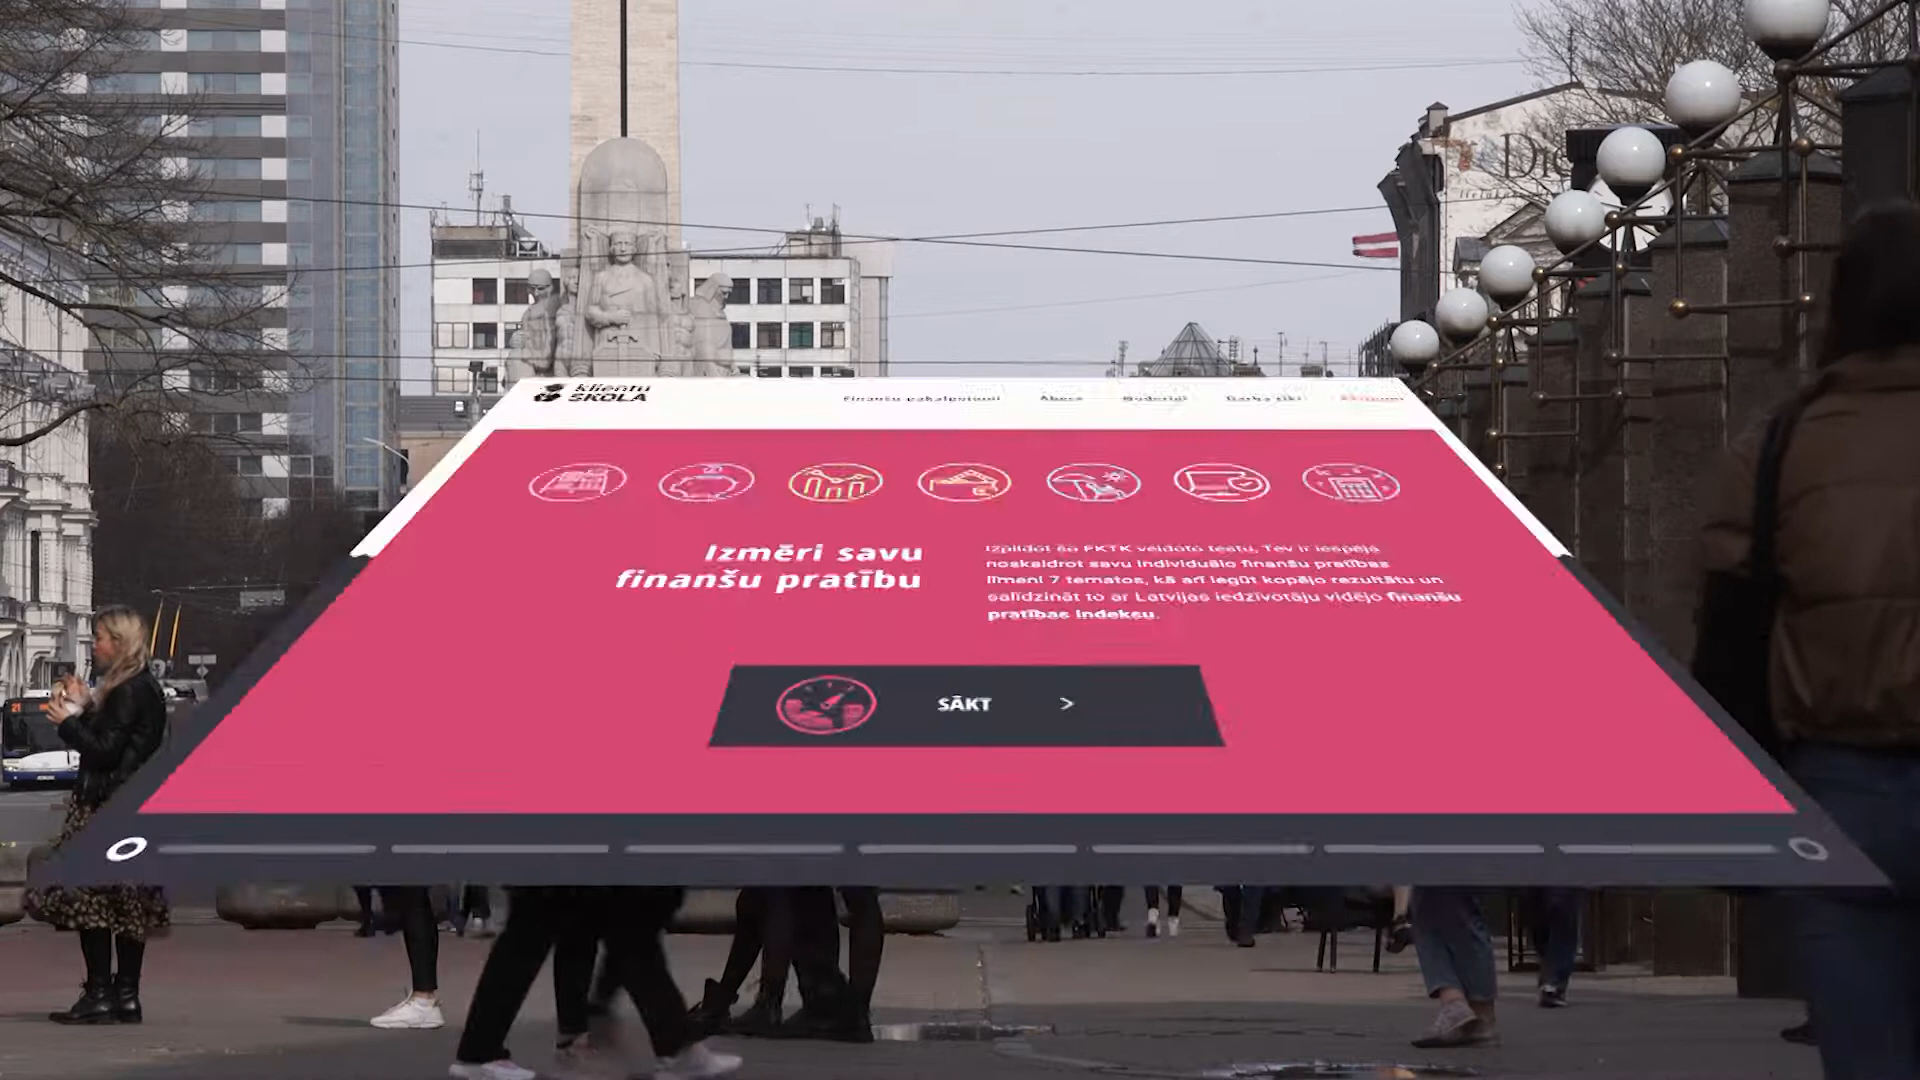 klientu
SKOLA
Finanšu pakalpojumi
Izmēri savu
finanšu pratību
Izpildot šo FKTK veidoto testu, Tev ir iespēja
noskaidrot savu individuālo finanšu pratības
līmeni 7 tematos, kā arī iegūt kopējo rezultātu un
salīdzināt to ar Latvijas iedzīvotāju vidējo finanšu
pratības indeksu.
SĀKT >
21